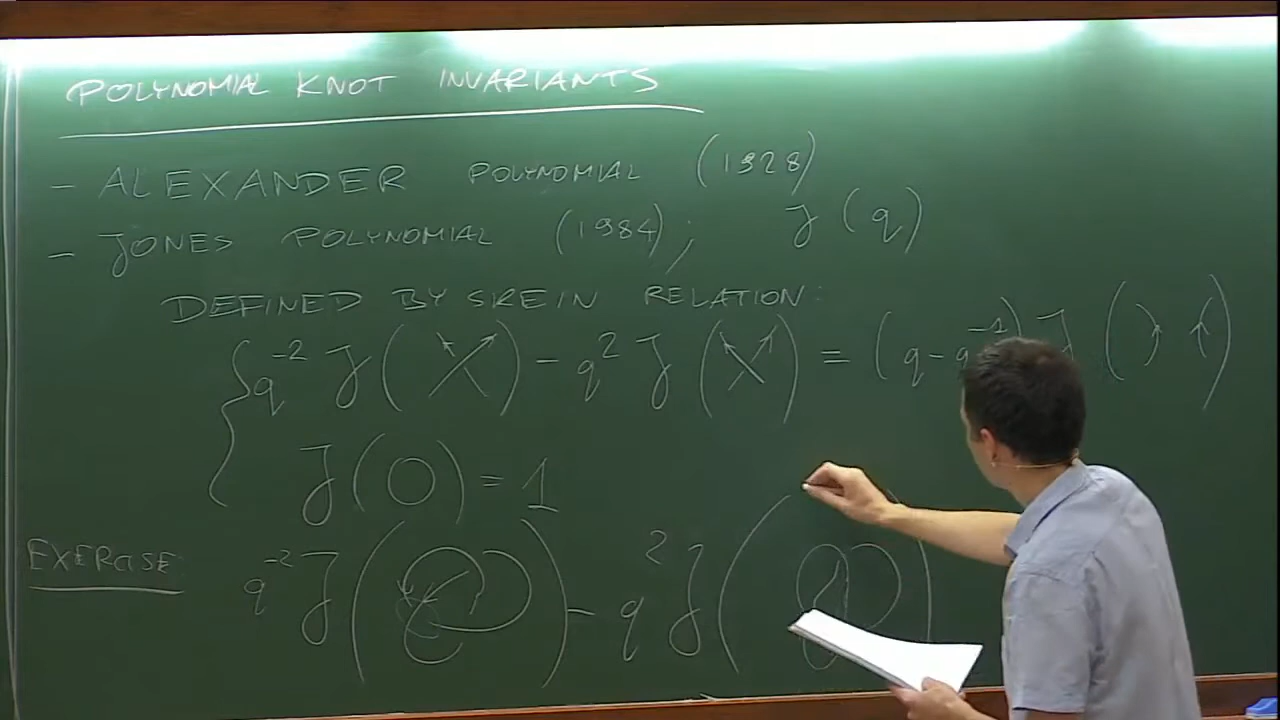 POLYNOMIAL KNOT INVARIANTS
- ALEXANDER POLYNOMIAL (1928)
- JONES POLYNOMIAL (1984); J(q)
DEFINED BY SKEIN RELATION:
q^{-2} J( ) - q^2 J( ) = (q - q^{-1}) J( )
J(O) = 1
EXERCISE q^{-2} J( ) - q^2 J( )